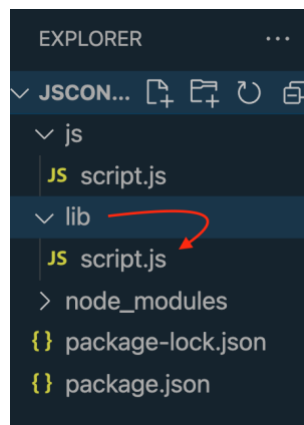 EXPLORER ...
JSCON...
js
JS script.js
lib
JS script.js
node_modules
{} package-lock.json
{} package.json